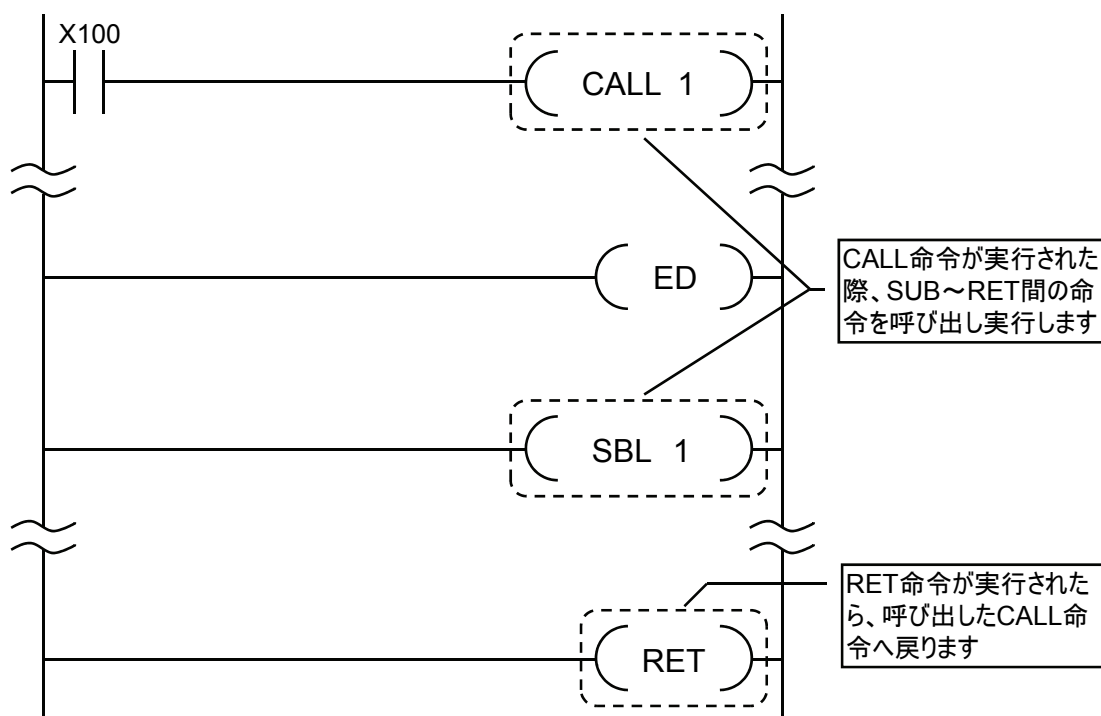 X100
CALL 1
ED
CALL命令が実行された
際、SUB～RET間の命
令を呼び出し実行します
SBL 1
RET命令が実行された
ら、呼び出したCALL命
令へ戻ります
RET